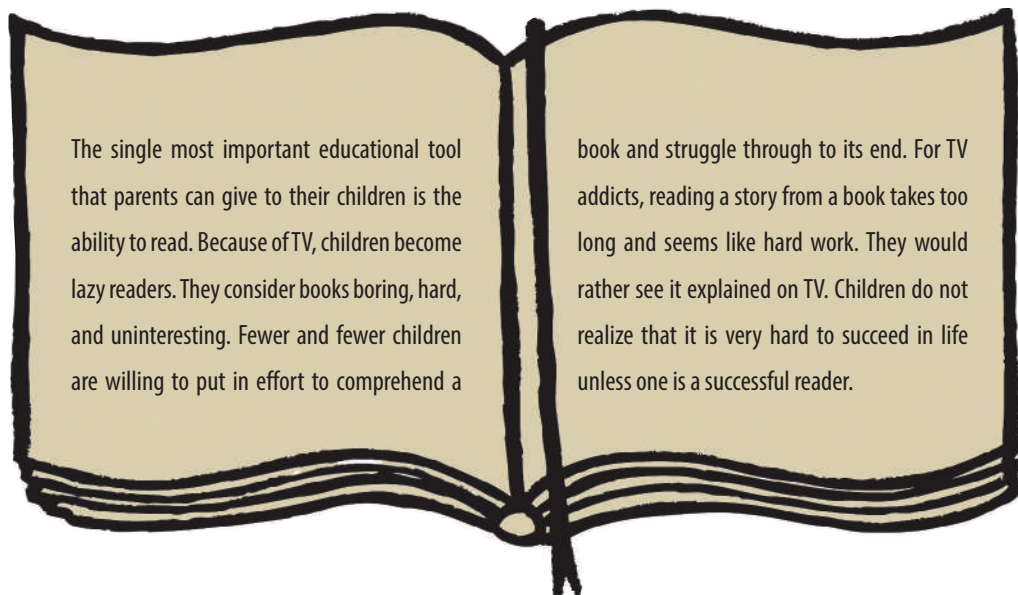 The single most important educational tool
that parents can give to their children is the
ability to read. Because of TV, children become
lazy readers. They consider books boring, hard,
and uninteresting. Fewer and fewer children
are willing to put in effort to comprehend a
book and struggle through to its end. For TV
addicts, reading a story from a book takes too
long and seems like hard work. They would
rather see it explained on TV. Children do not
realize that it is very hard to succeed in life
unless one is a successful reader.